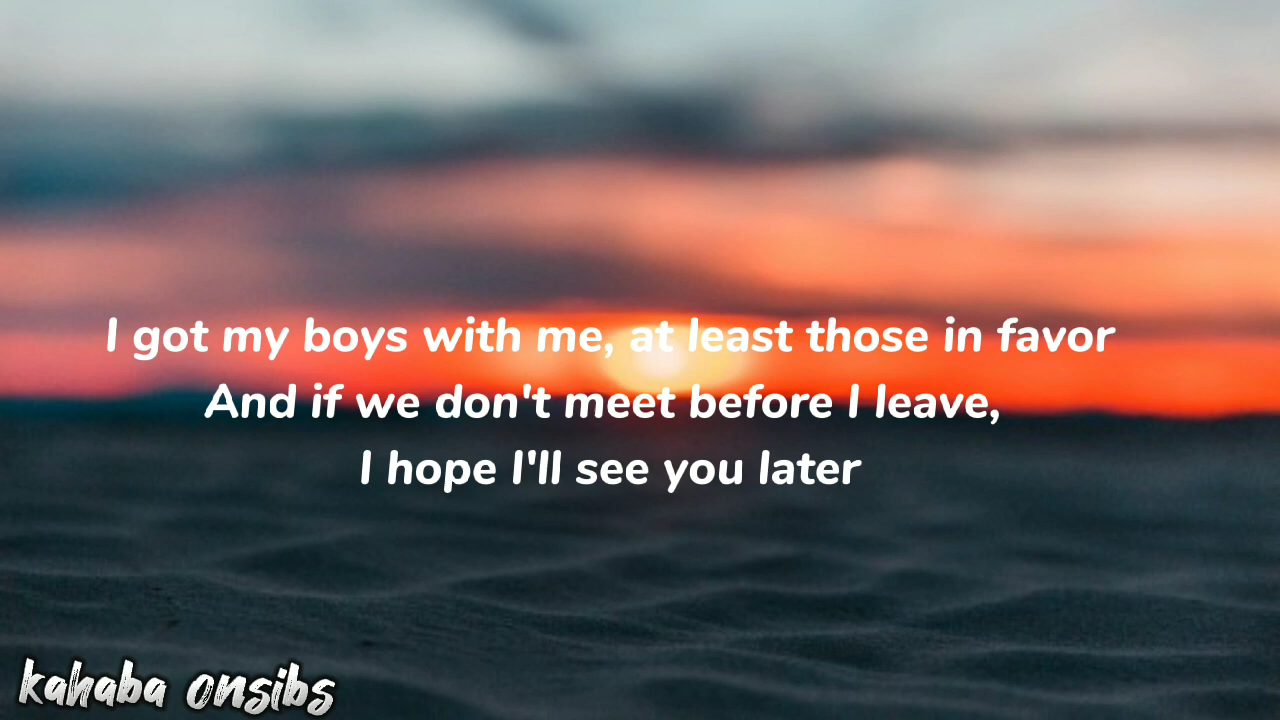 I got my boys with me, at least those in favor
And if we don't meet before I leave,
I hope I'll see you later
kahaba onsibs